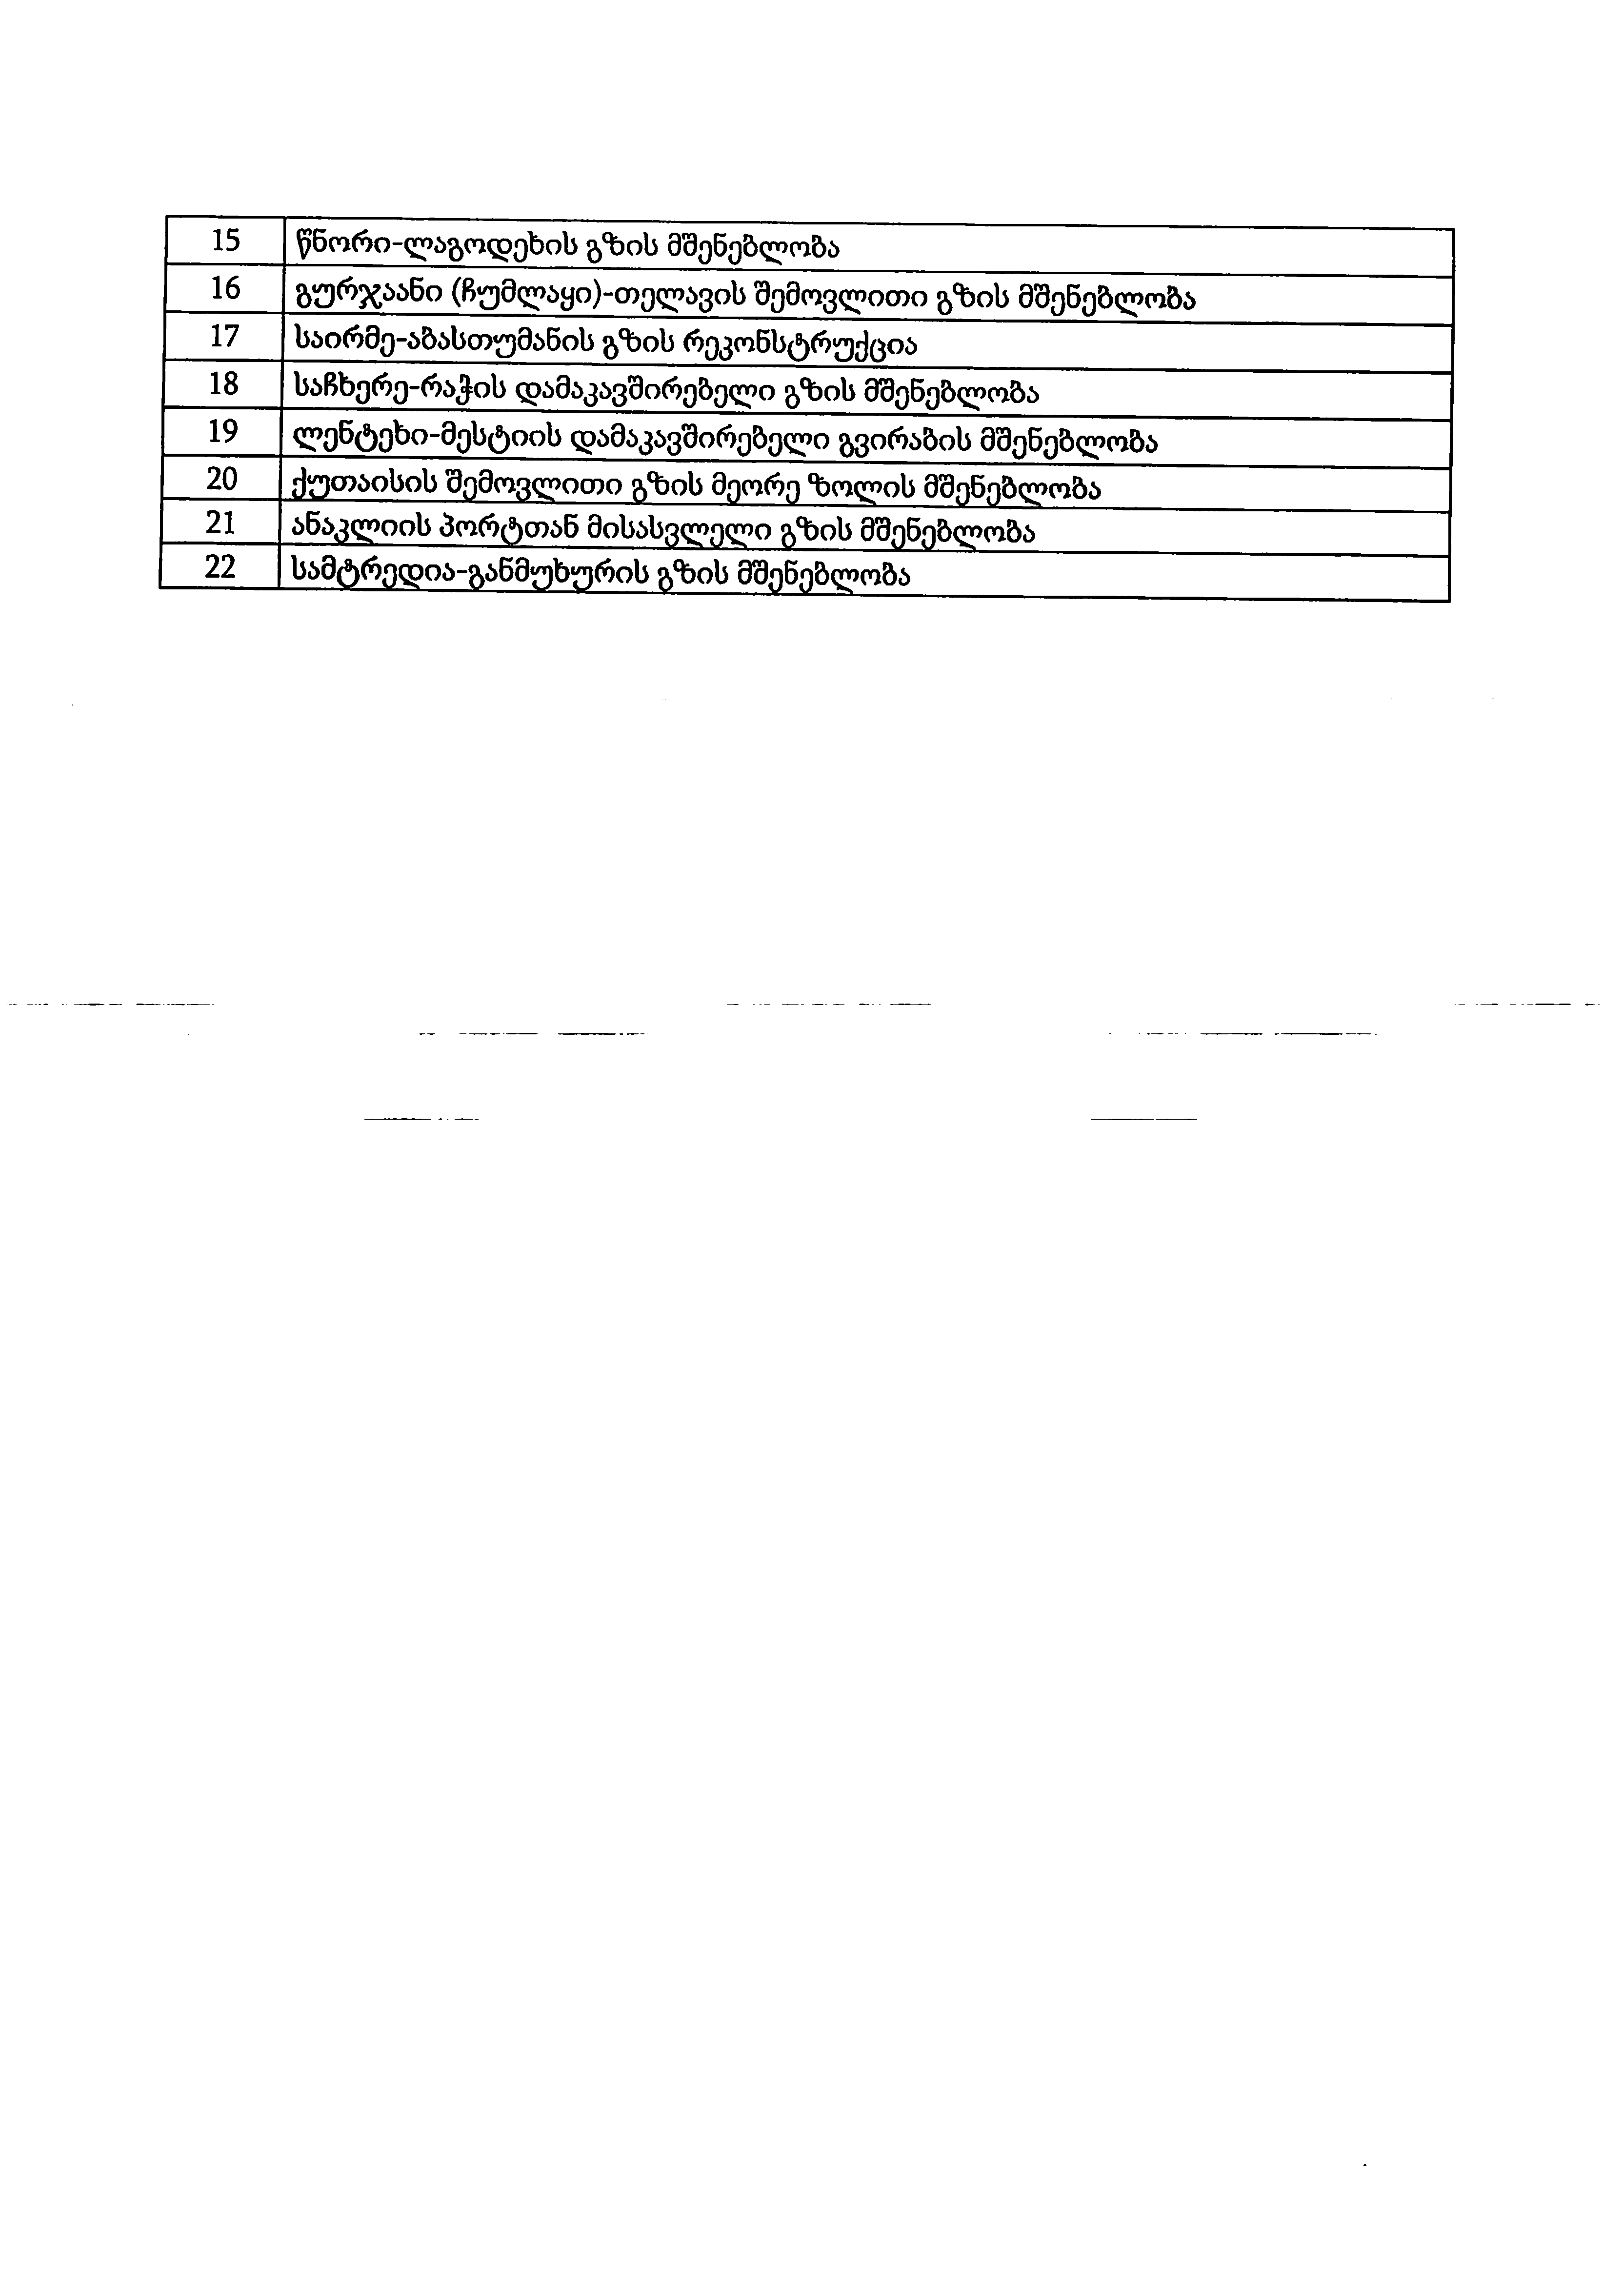 15 წნორი-ლაგოდეხის გზის მშენებლობა
16 გურჯაანი (ჩუმლაყი)-თელავის შემოვლითი გზის მშენებლობა
17 საირმე-აბასთუმანის გზის რეკონსტრუქცია
18 საჩხერე-რაჭის დამაკავშირებელი გზის მშენებლობა
19 ლენტეხი-მესტიის დამაკავშირებელი გვირაბის მშენებლობა
20 ქუთაისის შემოვლითი გზის მეორე ზოლის მშენებლობა
21 ანაკლიის პორტთან მისასვლელი გზის მშენებლობა
22 სამტრედია-განმუხურის გზის მშენებლობა